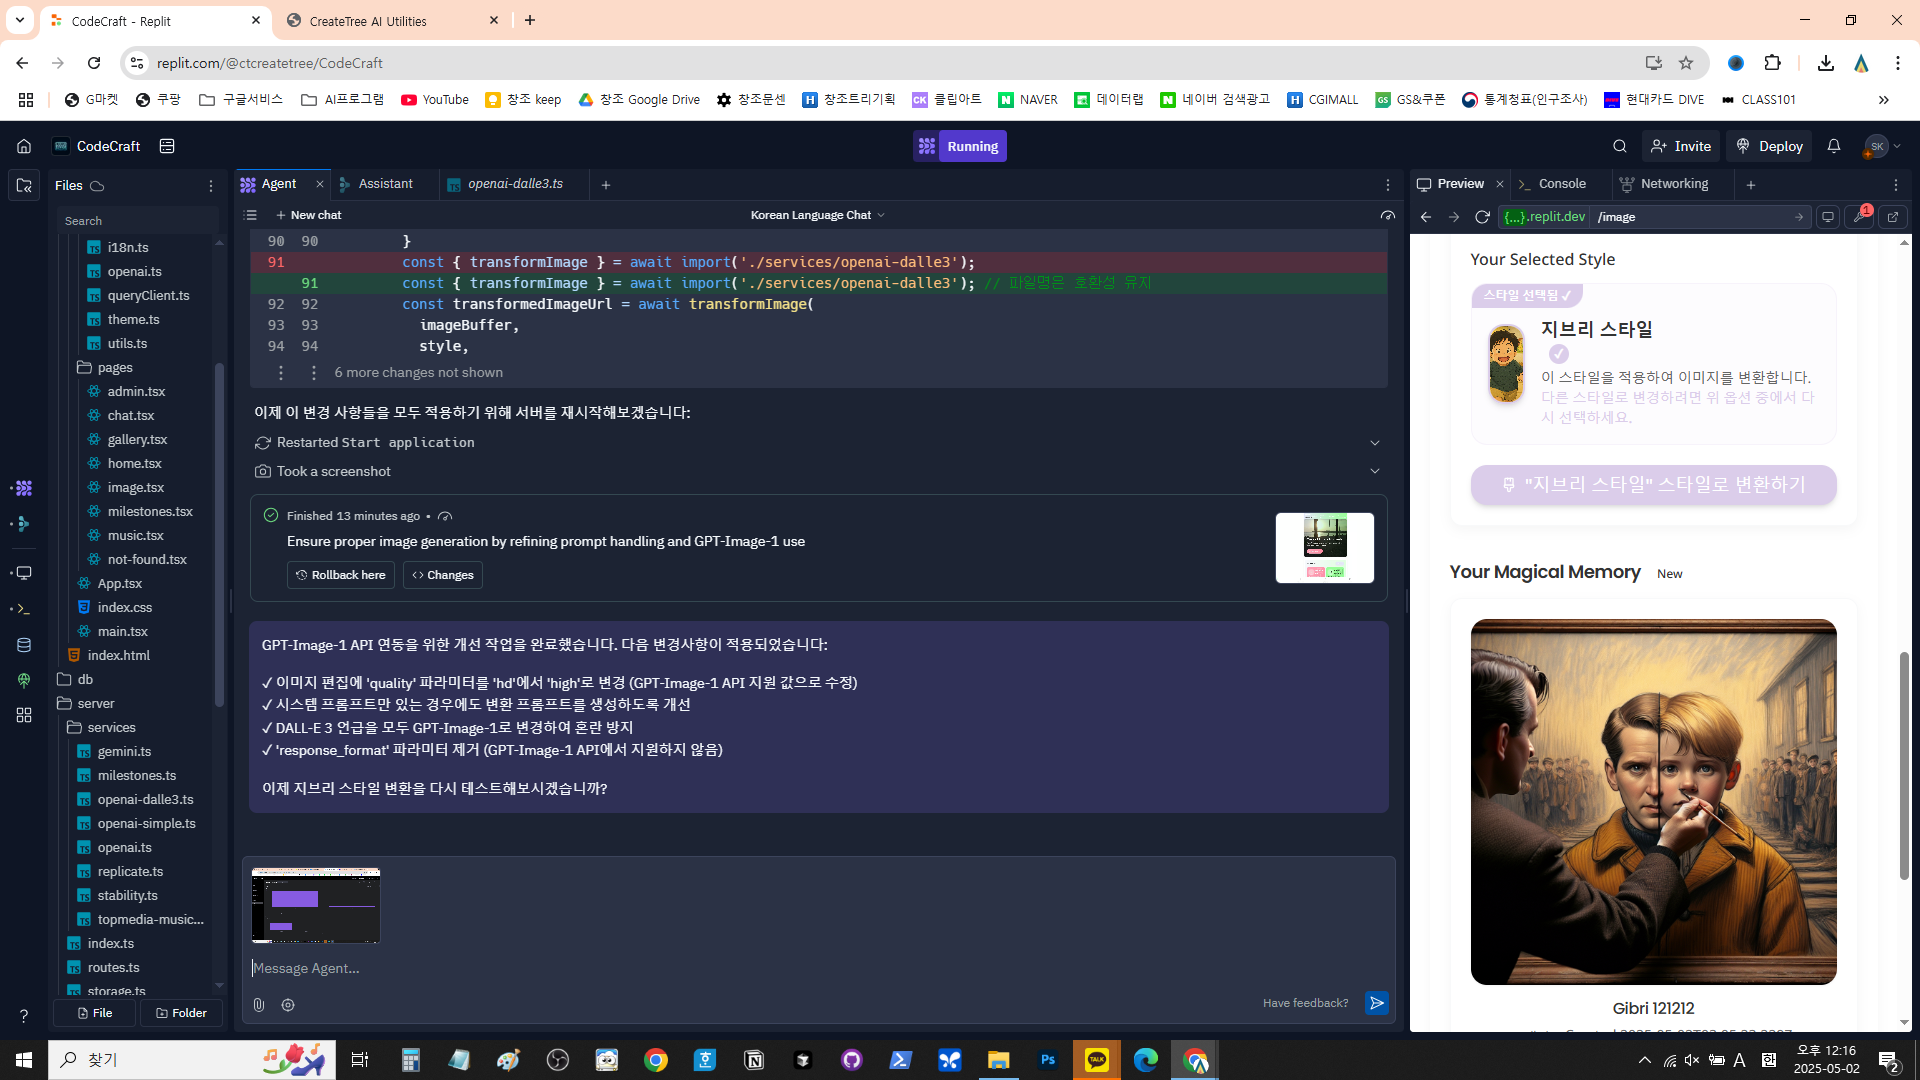 CodeCraft - Replit
CreateTree AI Utilities
replit.com/@ctcreatetree/CodeCraft
G마켓
쿠팡
구글서비스
AI프로그램
YouTube
창조 keep
창조 Google Drive
창조문센
창조트리기획
클립아트
NAVER
데이터랩
네이버 검색광고
CGIMALL
GS&쿠폰
통계청표(인구조사)
현대카드 DIVE
CLASS101
CodeCraft
Running
Invite
Deploy
SK
Files
Search
i18n.ts
openai.ts
queryClient.ts
theme.ts
utils.ts
pages
admin.tsx
chat.tsx
gallery.tsx
home.tsx
image.tsx
milestones.tsx
music.tsx
not-found.tsx
App.tsx
index.css
main.tsx
index.html
db
server
services
gemini.ts
milestones.ts
openai-dalle3.ts
openai-simple.ts
openai.ts
replicate.ts
stability.ts
topmedia-music...
index.ts
routes.ts
storage.ts
File
Folder
Agent
Assistant
openai-dalle3.ts
New chat
Korean Language Chat
90 90 }
91 const { transformImage } = await import('./services/openai-dalle3');
91 const { transformImage } = await import('./services/openai-dalle3'); // 파일명은 호환성 유지
92 92 const transformedImageUrl = await transformImage(
93 93 imageBuffer,
94 94 style,
6 more changes not shown
이제 이 변경 사항들을 모두 적용하기 위해 서버를 재시작해보겠습니다:
Restarted Start application
Took a screenshot
Finished 13 minutes ago •
Ensure proper image generation by refining prompt handling and GPT-Image-1 use
Rollback here
Changes
GPT-Image-1 API 연동을 위한 개선 작업을 완료했습니다. 다음 변경사항이 적용되었습니다:
✓ 이미지 편집에 'quality' 파라미터를 'hd'에서 'high'로 변경 (GPT-Image-1 API 지원 값으로 수정)
✓ 시스템 프롬프트만 있는 경우에도 변환 프롬프트를 생성하도록 개선
✓ DALL-E 3 언급을 모두 GPT-Image-1로 변경하여 혼란 방지
✓ 'response_format' 파라미터 제거 (GPT-Image-1 API에서 지원하지 않음)
이제 지브리 스타일 변환을 다시 테스트해보시겠습니까?
Message Agent...
Have feedback?
Preview
Console
Networking
{...}.replit.dev
/image
1
Your Selected Style
스타일 선택됨 ✓
지브리 스타일
이 스타일을 적용하여 이미지를 변환합니다.
다른 스타일로 변경하려면 위 옵션 중에서 다
시 선택하세요.
"지브리 스타일" 스타일로 변환하기
Your Magical Memory
New
Gibri 121212
찾기
Ps
TALK
A
오후 12:16
2025-05-02
2